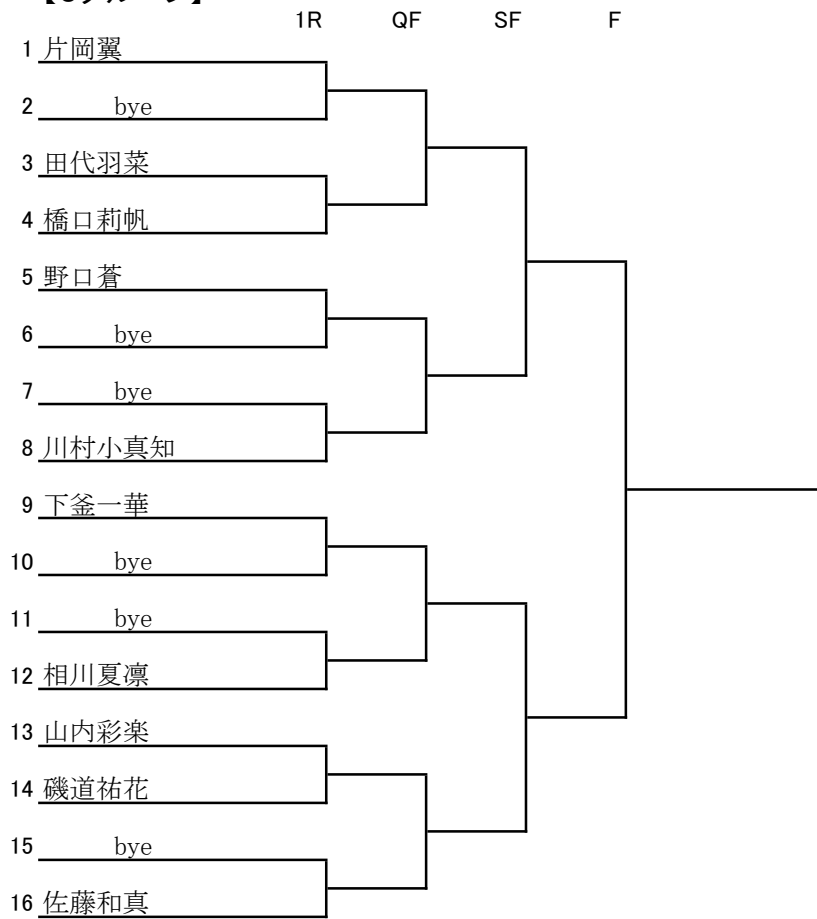 1R QF SF F
1 片岡翼
2 bye
3 田代羽菜
4 橋口莉帆
5 野口蒼
6 bye
7 bye
8 川村小真知
9 下釜一華
10 bye
11 bye
12 相川夏凛
13 山内彩楽
14 磯道祐花
15 bye
16 佐藤和真